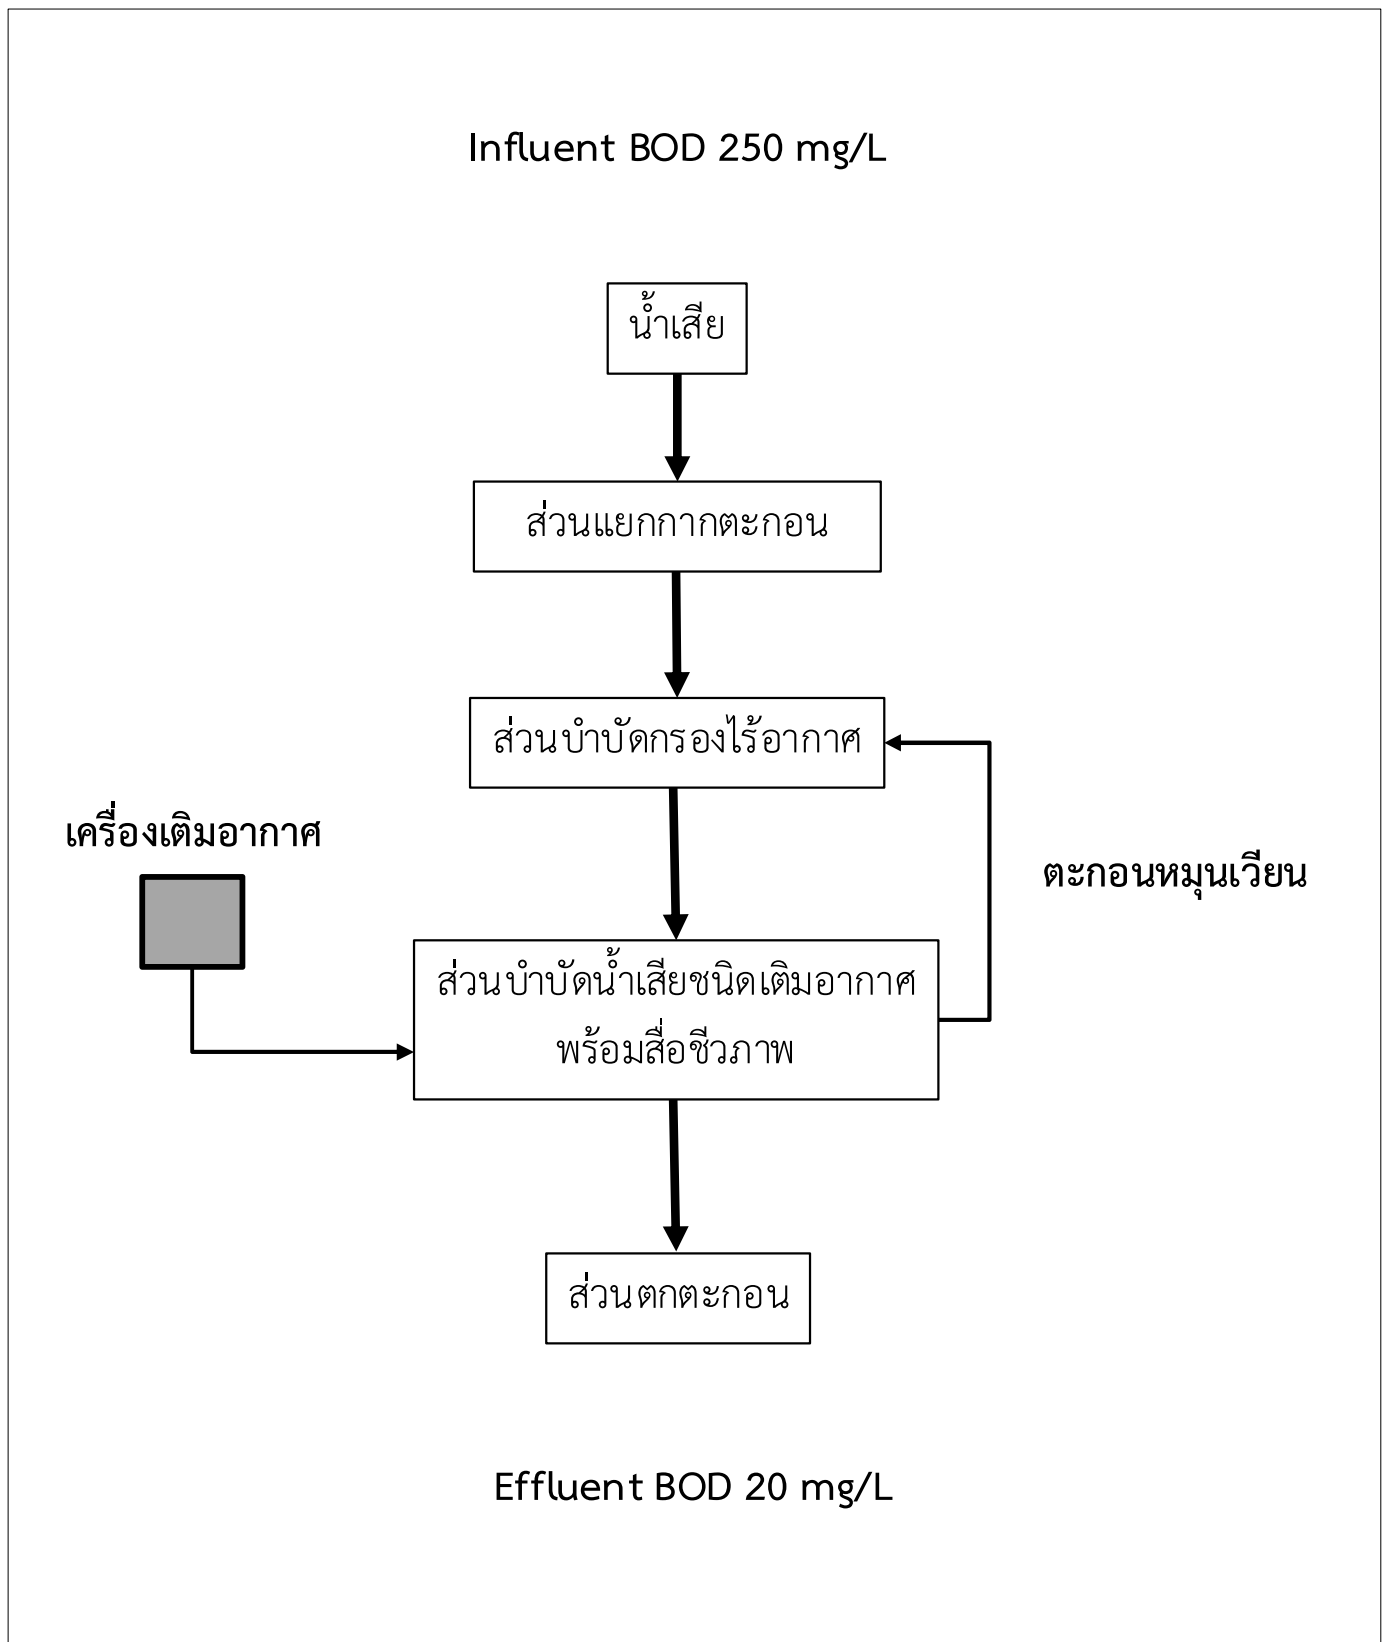 Influent BOD 250 mg/L
น้ำเสีย
ส่วนแยกกากตะกอน
ส่วนบำบัดกรองไร้อากาศ
เครื่องเติมอากาศ
ตะกอนหมุนเวียน
ส่วนบำบัดน้ำเสียชนิดเติมอากาศ
พร้อมสื่อชีวภาพ
ส่วนตกตะกอน
Effluent BOD 20 mg/L